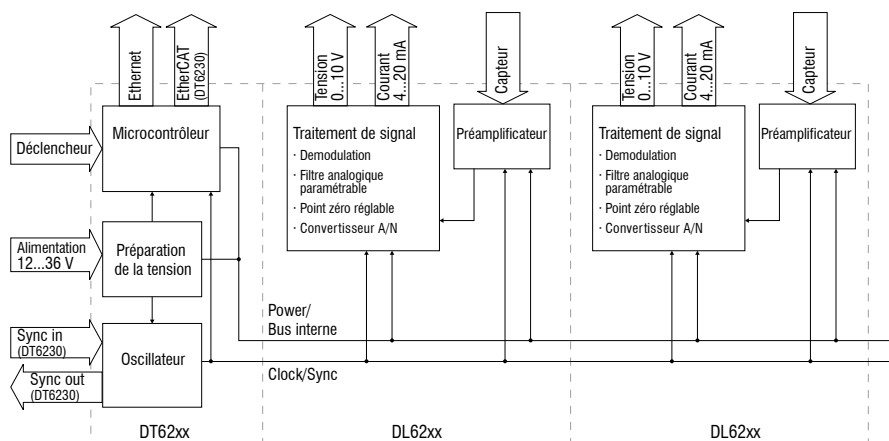 Ethernet
EtherCAT
(DT6230)
Tension
0...10 V
Courant
4...20 mA
Capteur
Tension
0...10 V
Courant
4...20 mA
Capteur
Déclencheur
Microcontrôleur
Traitement de signal
· Demodulation
· Filtre analogique
paramétrable
· Point zéro réglable
· Convertisseur A/N
Préamplificateur
Traitement de signal
· Demodulation
· Filtre analogique
paramétrable
· Point zéro réglable
· Convertisseur A/N
Préamplificateur
Alimentation
12...36 V
Préparation
de la tension
Power/
Bus interne
Sync in
(DT6230)
Oscillateur
Sync out
(DT6230)
Clock/Sync
DT62xx
DL62xx
DL62xx